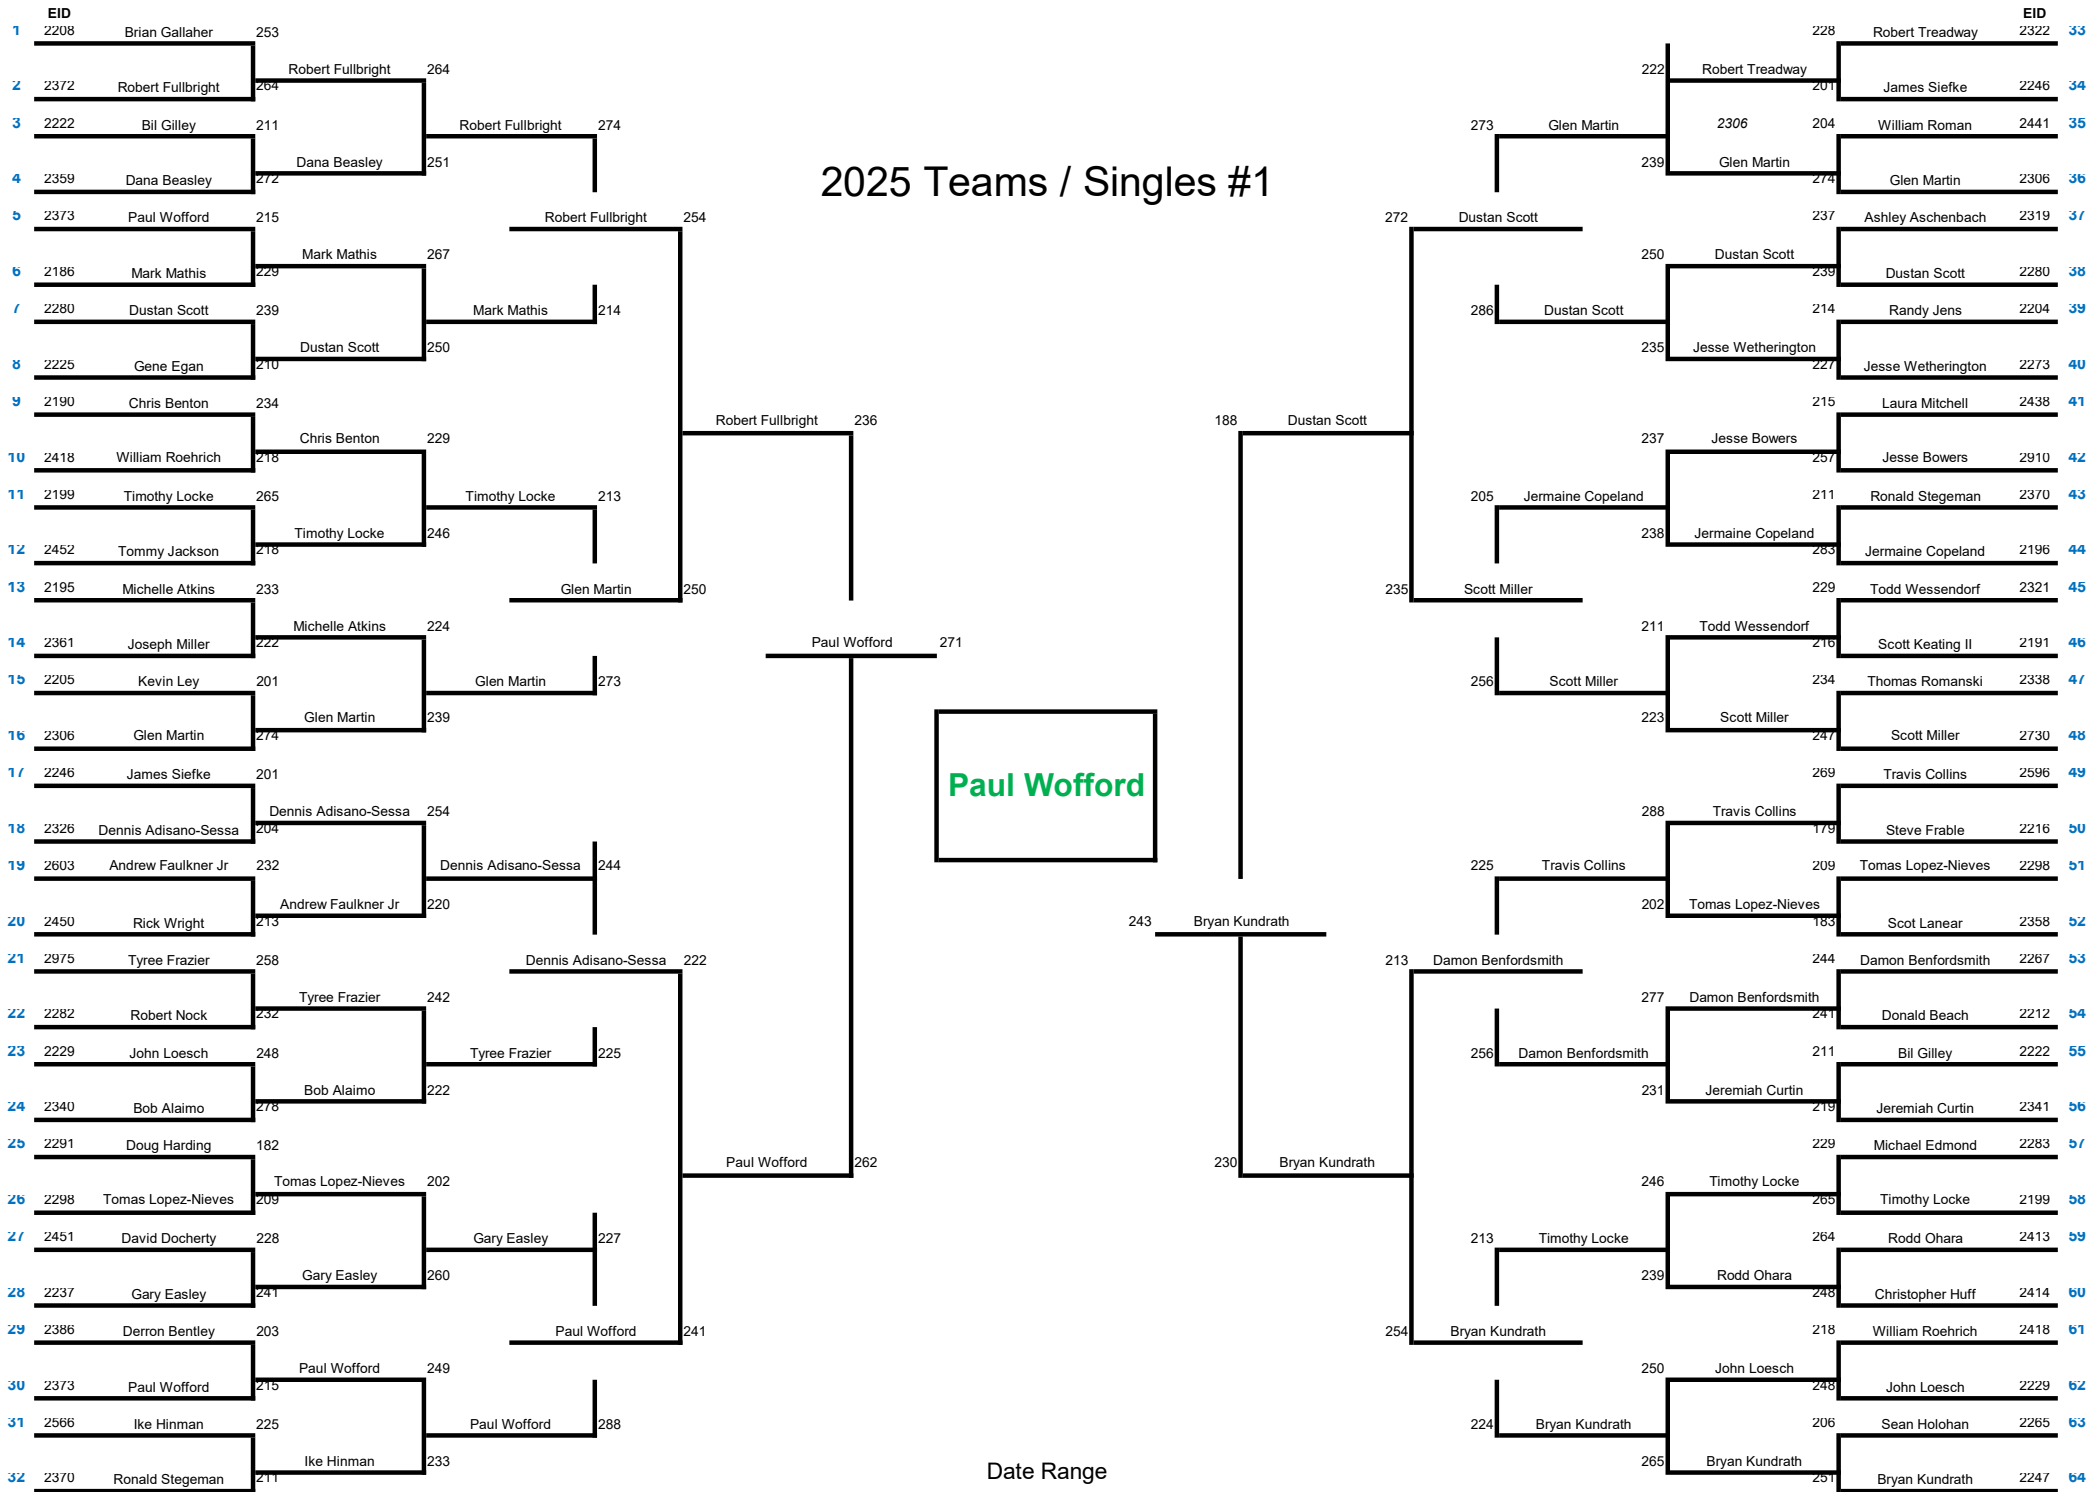 EID EID
1 2208 Brian Gallaher 253 228 Robert Treadway 2322 33
Robert Fullbright 264 222 Robert Treadway
2 2372 Robert Fullbright 264 201 James Siefke 2246 34
3 2222 Bil Gilley 211 Robert Fullbright 274 273 Glen Martin 2306 204 William Roman 2441 35
Dana Beasley 251 239 Glen Martin
4 2359 Dana Beasley 272 2025 Teams / Singles #1 274 Glen Martin 2306 36
5 2373 Paul Wofford 215 Robert Fullbright 254 272 Dustan Scott 237 Ashley Aschenbach 2319 37
Mark Mathis 267 250 Dustan Scott
6 2186 Mark Mathis 229 239 Dustan Scott 2280 38
7 2280 Dustan Scott 239 Mark Mathis 214 286 Dustan Scott 214 Randy Jens 2204 39
Dustan Scott 250 235 Jesse Wetherington
8 2225 Gene Egan 210 227 Jesse Wetherington 2273 40
9 2190 Chris Benton 234 215 Laura Mitchell 2438 41
Robert Fullbright 236 188 Dustan Scott
Chris Benton 229 237 Jesse Bowers
10 2418 William Roehrich 218 257 Jesse Bowers 2910 42
11 2199 Timothy Locke 265 Timothy Locke 213 205 Jermaine Copeland 211 Ronald Stegeman 2370 43
Timothy Locke 246 238 Jermaine Copeland
12 2452 Tommy Jackson 218 283 Jermaine Copeland 2196 44
13 2195 Michelle Atkins 233 Glen Martin 250 235 Scott Miller 229 Todd Wessendorf 2321 45
Michelle Atkins 224 211 Todd Wessendorf
14 2361 Joseph Miller 222 Paul Wofford 271 216 Scott Keating II 2191 46
15 2205 Kevin Ley 201 Glen Martin 273 256 Scott Miller 234 Thomas Romanski 2338 47
Glen Martin 239 223 Scott Miller
16 2306 Glen Martin 274 247 Scott Miller 2730 48
17 2246 James Siefke 201 Paul Wofford 269 Travis Collins 2596 49
Dennis Adisano-Sessa 254 288 Travis Collins
18 2326 Dennis Adisano-Sessa 204 179 Steve Frable 2216 50
19 2603 Andrew Faulkner Jr 232 Dennis Adisano-Sessa 244 225 Travis Collins 209 Tomas Lopez-Nieves 2298 51
Andrew Faulkner Jr 220 202 Tomas Lopez-Nieves
20 2450 Rick Wright 213 243 Bryan Kundrath 183 Scot Lanear 2358 52
21 2975 Tyree Frazier 258 Dennis Adisano-Sessa 222 213 Damon Benfordsmith 244 Damon Benfordsmith 2267 53
Tyree Frazier 242 277 Damon Benfordsmith
22 2282 Robert Nock 232 241 Donald Beach 2212 54
23 2229 John Loesch 248 Tyree Frazier 225 256 Damon Benfordsmith 211 Bil Gilley 2222 55
Bob Alaimo 222 231 Jeremiah Curtin
24 2340 Bob Alaimo 278 219 Jeremiah Curtin 2341 56
25 2291 Doug Harding 182 229 Michael Edmond 2283 57
Paul Wofford 262 230 Bryan Kundrath
Tomas Lopez-Nieves 202 246 Timothy Locke
26 2298 Tomas Lopez-Nieves 209 265 Timothy Locke 2199 58
27 2451 David Docherty 228 Gary Easley 227 213 Timothy Locke 264 Rodd Ohara 2413 59
Gary Easley 260 239 Rodd Ohara
28 2237 Gary Easley 241 248 Christopher Huff 2414 60
29 2386 Derron Bentley 203 Paul Wofford 241 254 Bryan Kundrath 218 William Roehrich 2418 61
Paul Wofford 249 250 John Loesch
30 2373 Paul Wofford 215 248 John Loesch 2229 62
31 2566 Ike Hinman 225 Paul Wofford 288 224 Bryan Kundrath 206 Sean Holohan 2265 63
Ike Hinman 233 265 Bryan Kundrath
32 2370 Ronald Stegeman 211 Date Range 251 Bryan Kundrath 2247 64